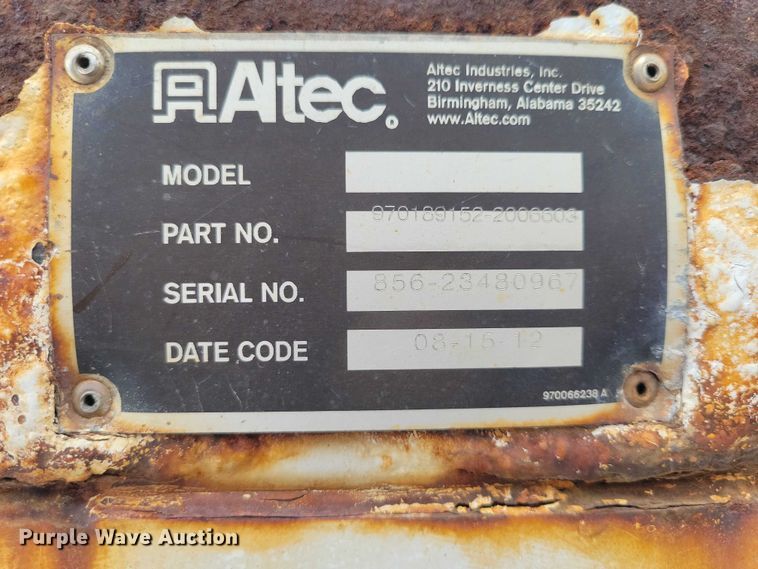 Altec
Altec Industries, Inc.
210 Inverness Center Drive
Birmingham, Alabama 35242
www.Altec.com
MODEL
PART NO. 970189152-2006603
SERIAL NO. 856-23480967
DATE CODE 08-15-12
970066238 A
Purple Wave Auction